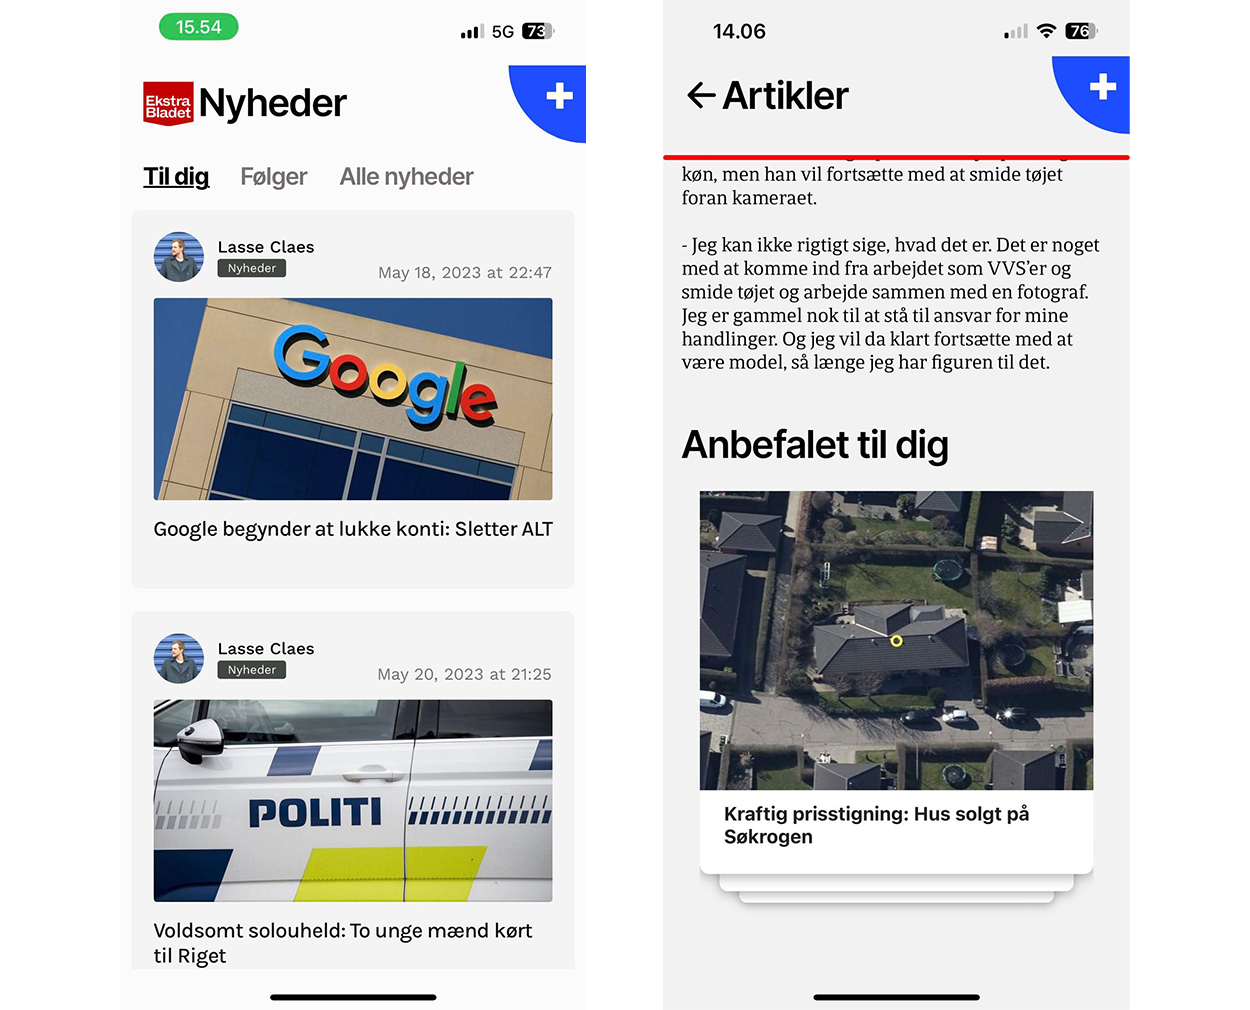 15.54
5G 73
Ekstra
Bladet
Nyheder
Til dig Følger Alle nyheder
Lasse Claes
Nyheder
May 18, 2023 at 22:47
Google
Google begynder at lukke konti: Sletter ALT
Lasse Claes
Nyheder
May 20, 2023 at 21:25
POLITI
Voldsomt solouheld: To unge mænd kørt
til Riget
14.06
76
Artikler
køn, men han vil fortsætte med at smide tøjet
foran kameraet.
- Jeg kan ikke rigtigt sige, hvad det er. Det er noget
med at komme ind fra arbejdet som VVS’er og
smide tøjet og arbejde sammen med en fotograf.
Jeg er gammel nok til at stå til ansvar for mine
handlinger. Og jeg vil da klart fortsætte med at
være model, så længe jeg har figuren til det.
Anbefalet til dig
Kraftig prisstigning: Hus solgt på
Søkrogen